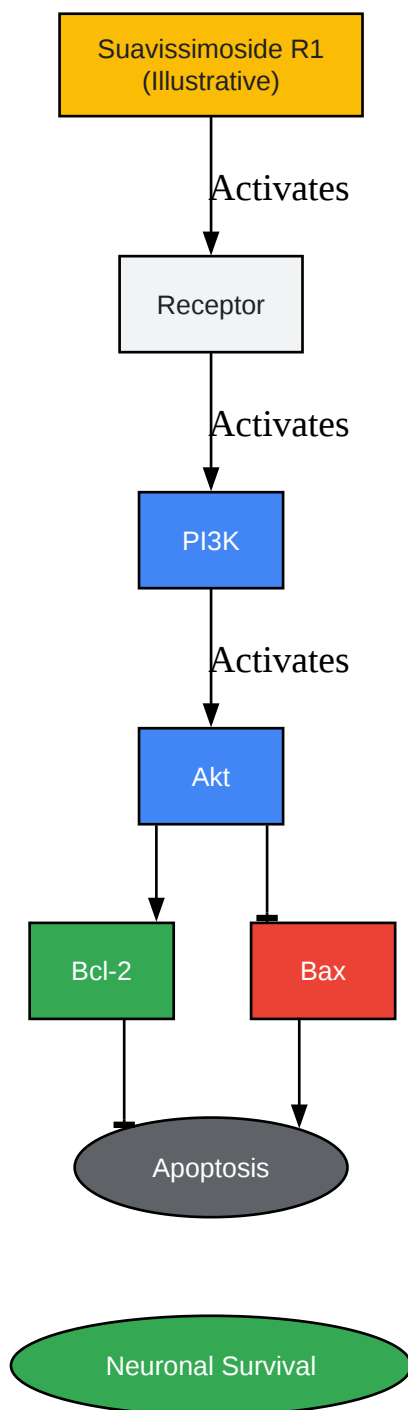 Suavissimoside R1
(Illustrative)
Activates
Receptor
Activates
PI3K
Activates
Akt
Bcl-2
Bax
Apoptosis
Neuronal Survival